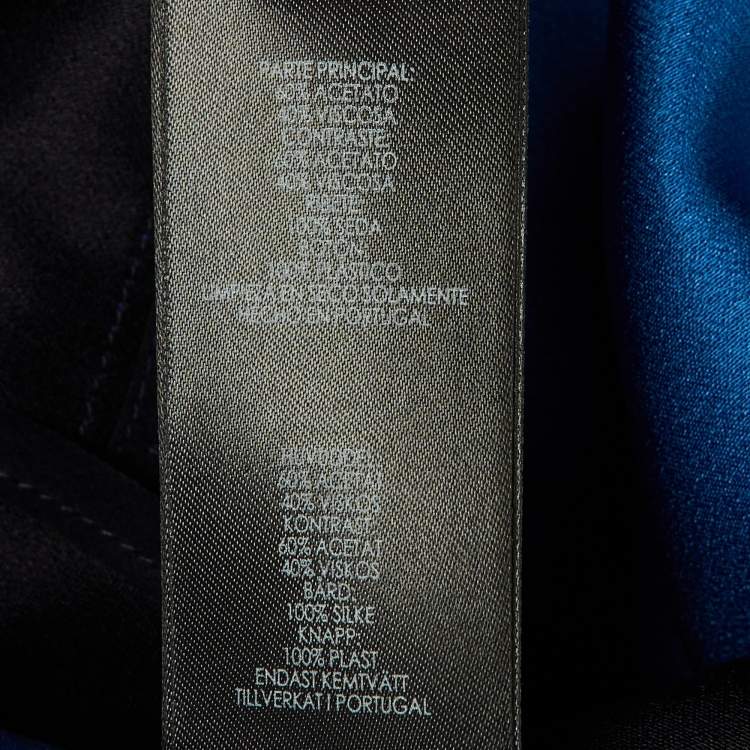 PARTE PRINCIPAL:
60% ACETATO
40% VISCOSA
CONTRASTE:
60% ACETATO
40% VISCOSA
RIBETE:
100% SEDA
BOTÓN:
100% PLÁSTICO
LIMPIEZA EN SECO SOLAMENTE
HECHO EN PORTUGAL
HUVUDDEL:
60% ACETAT
40% VISKOS
KONTRAST:
60% ACETAT
40% VISKOS
BÅRD:
100% SILKE
KNAPP:
100% PLAST
ENDAST KEMTVÄTT
TILLVERKAT I PORTUGAL